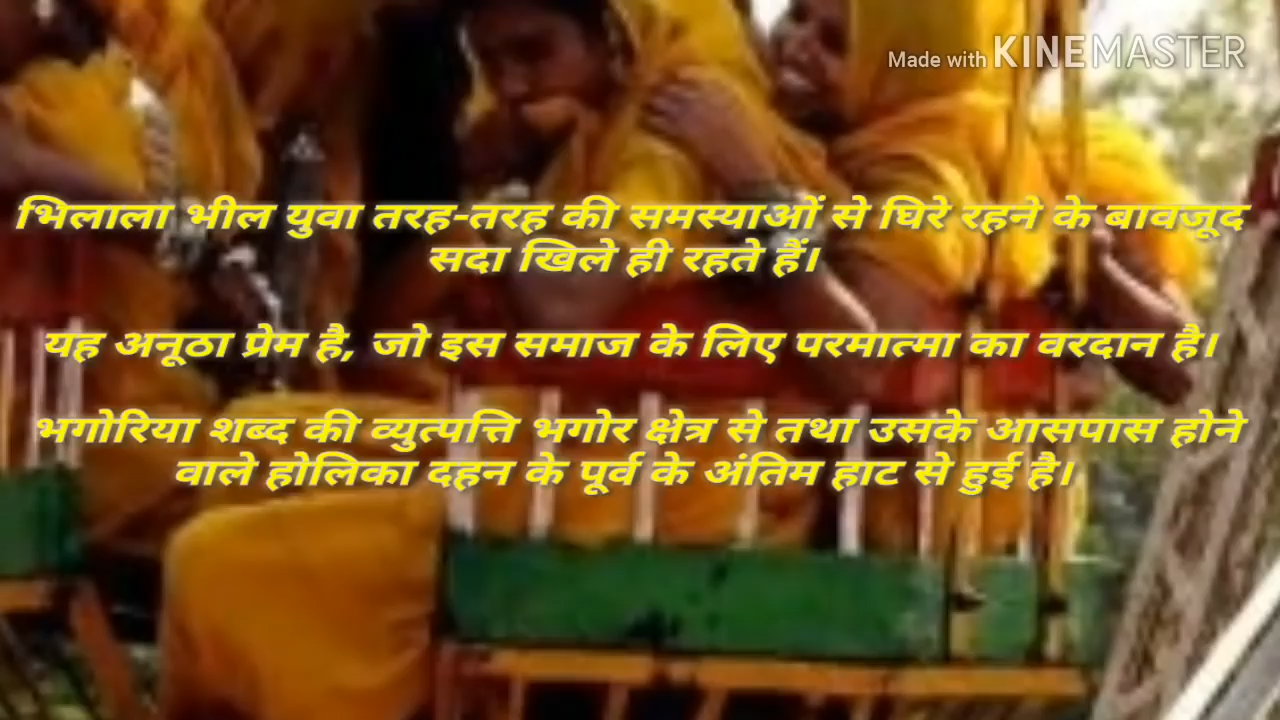 Made with KINEMASTER
भिलाला भील युवा तरह-तरह की समस्याओं से घिरे रहने के बावजूद
सदा खिले ही रहते हैं।
यह अनूठा प्रेम है, जो इस समाज के लिए परमात्मा का वरदान है।
भगोरिया शब्द की व्युत्पत्ति भगोर क्षेत्र से तथा उसके आसपास होने
वाले होलिका दहन के पूर्व के अंतिम हाट से हुई है।